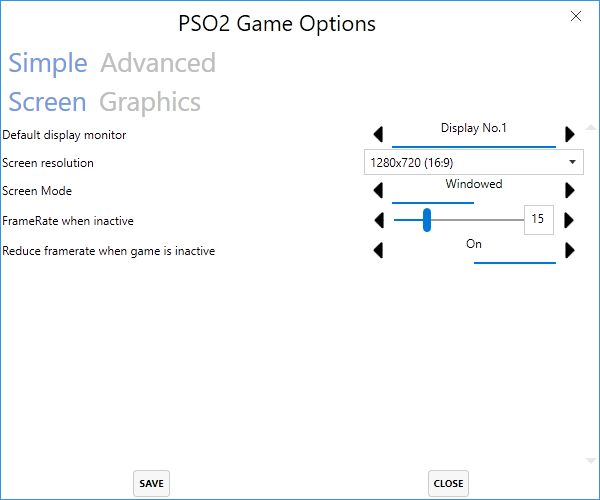 PSO2 Game Options
Simple Advanced
Screen Graphics
Default display monitor Display No.1
Screen resolution 1280x720 (16:9)
Screen Mode Windowed
FrameRate when inactive 15
Reduce framerate when game is inactive On
SAVE CLOSE